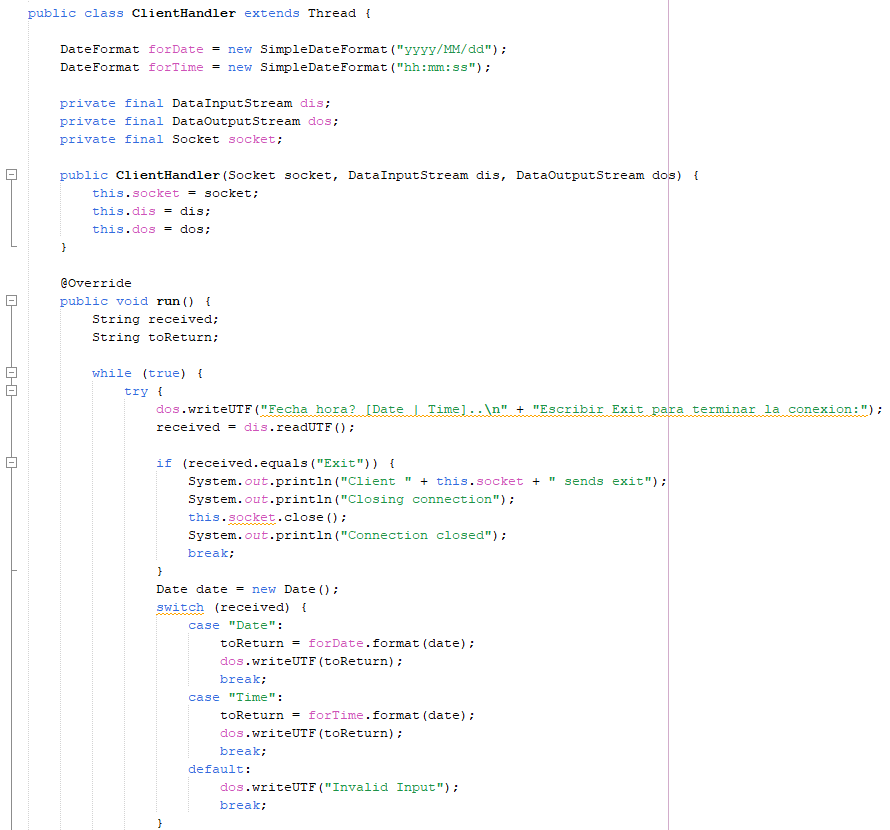 public class ClientHandler extends Thread {
DateFormat forDate = new SimpleDateFormat("yyyy/MM/dd");
DateFormat forTime = new SimpleDateFormat("hh:mm:ss");
private final DataInputStream dis;
private final DataOutputStream dos;
private final Socket socket;
public ClientHandler(Socket socket, DataInputStream dis, DataOutputStream dos) {
this.socket = socket;
this.dis = dis;
this.dos = dos;
}
@Override
public void run() {
String received;
String toReturn;
while (true) {
try {
dos.writeUTF("Fecha hora? [Date | Time]..\n" + "Escribir Exit para terminar la conexion:");
received = dis.readUTF();
if (received.equals("Exit")) {
System.out.println("Client " + this.socket + " sends exit");
System.out.println("Closing connection");
this.socket.close();
System.out.println("Connection closed");
break;
}
Date date = new Date();
switch (received) {
case "Date":
toReturn = forDate.format(date);
dos.writeUTF(toReturn);
break;
case "Time":
toReturn = forTime.format(date);
dos.writeUTF(toReturn);
break;
default:
dos.writeUTF("Invalid Input");
break;
}